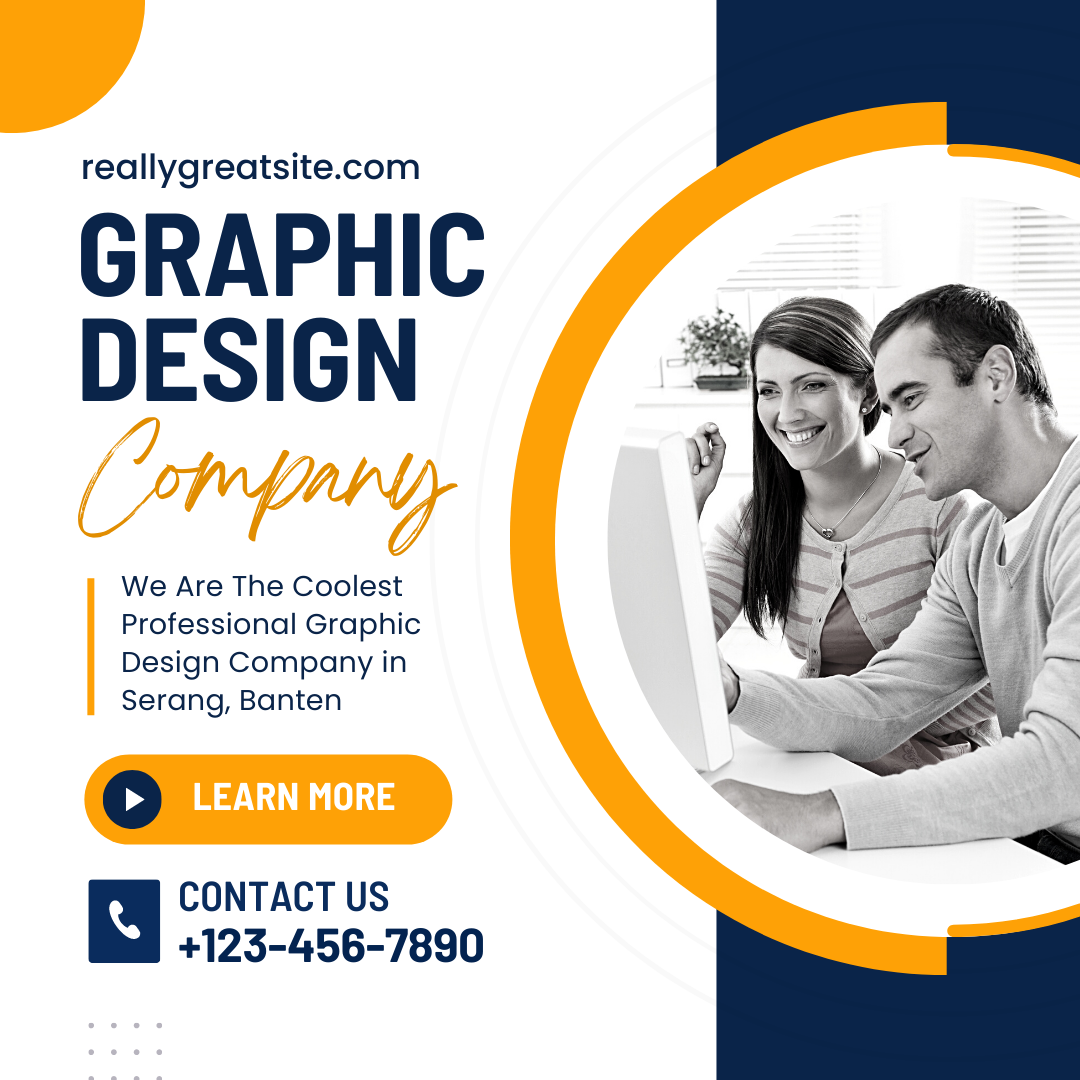 reallygreatsite.com
GRAPHIC
DESIGN
Company
We Are The Coolest
Professional Graphic
Design Company in
Serang, Banten
LEARN MORE
CONTACT US
+123-456-7890